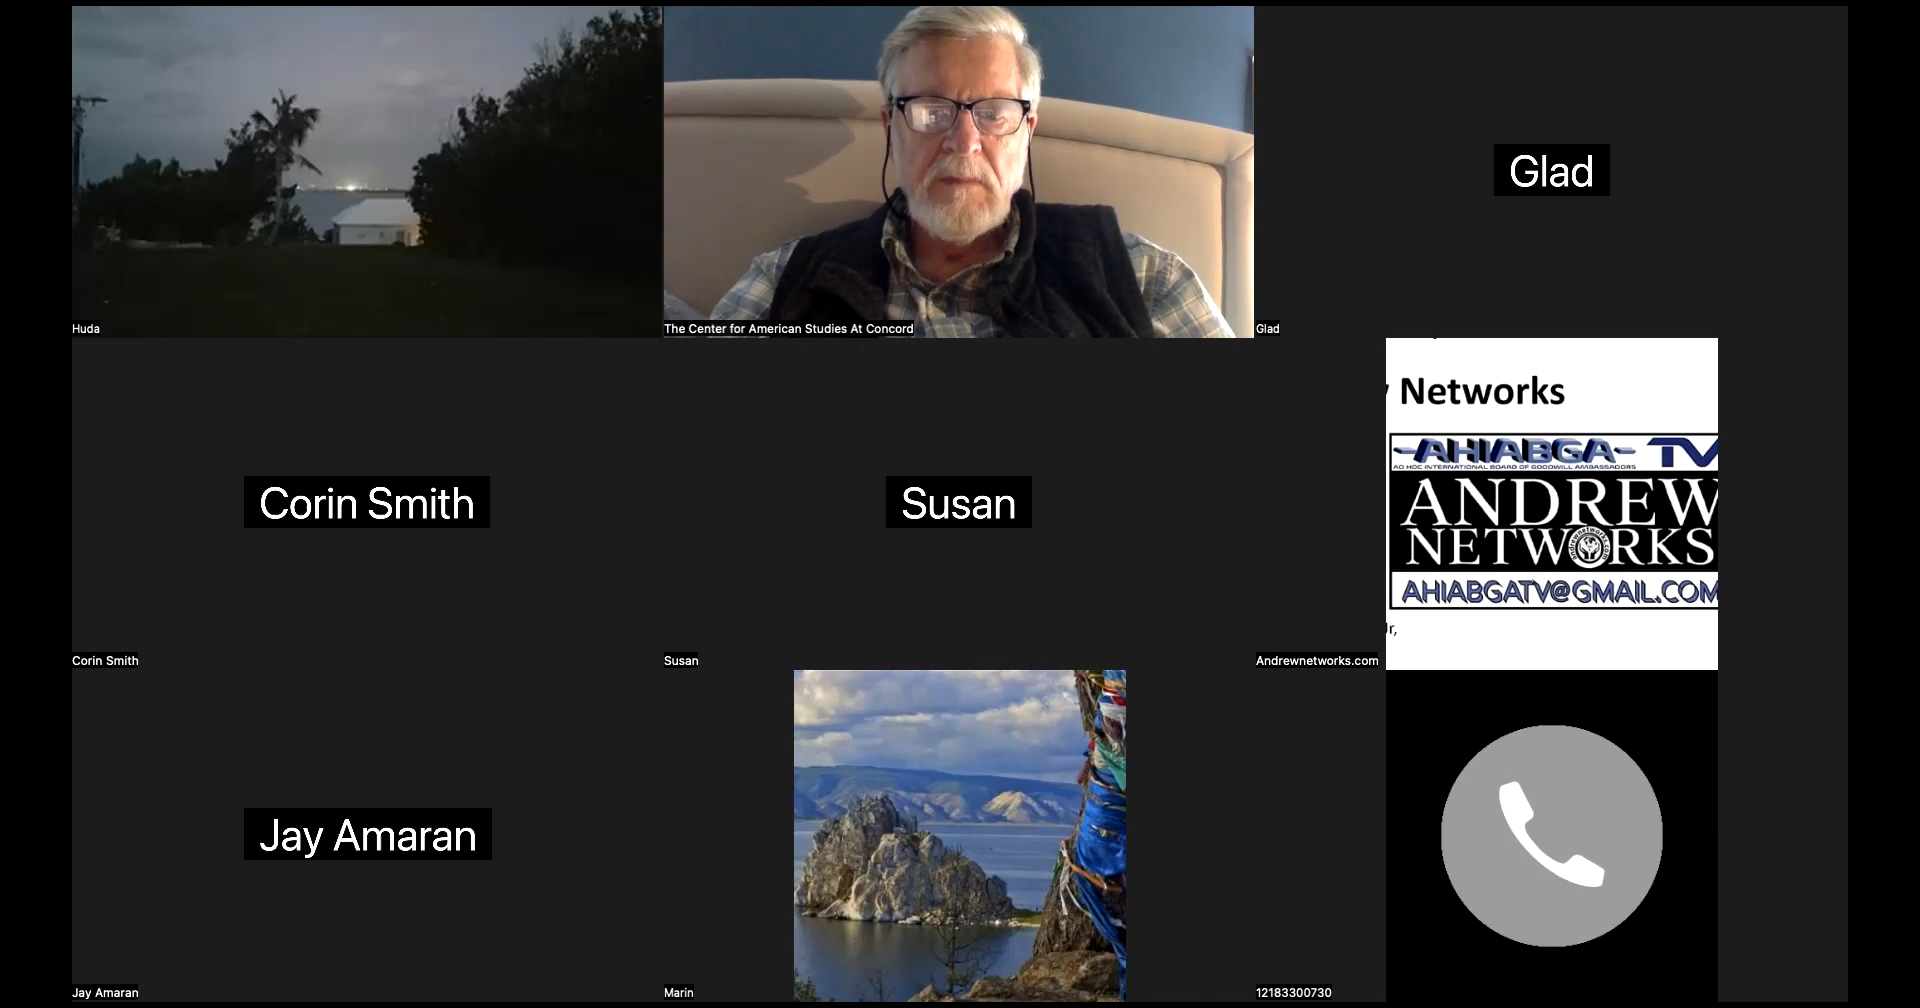 Glad
Huda
The Center for American Studies At Concord
Glad
Networks
-AHIABGA- TV
AD HOC INTERNATIONAL BOARD OF GOODWILL AMBASSADORS
ANDREW
NETWORKS
AHIABGATV@GMAIL.COM
Jr,
Corin Smith
Susan
Corin Smith
Susan
Andrewnetworks.com
Jay Amaran
Jay Amaran
Marin
12183300730